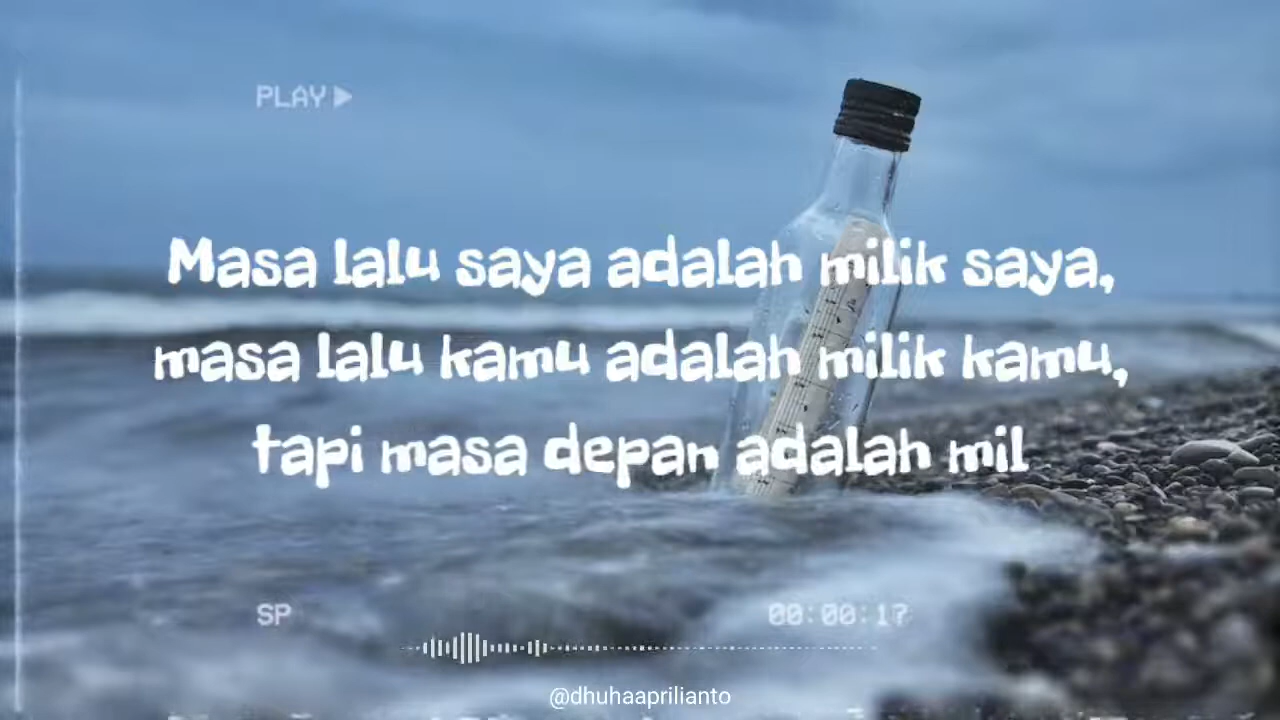 PLAY
Masa lalu saya adalah milik saya,
masa lalu kamu adalah milik kamu,
tapi masa depan adalah mil
SP
00:00:17
@dhuhaaprilianto